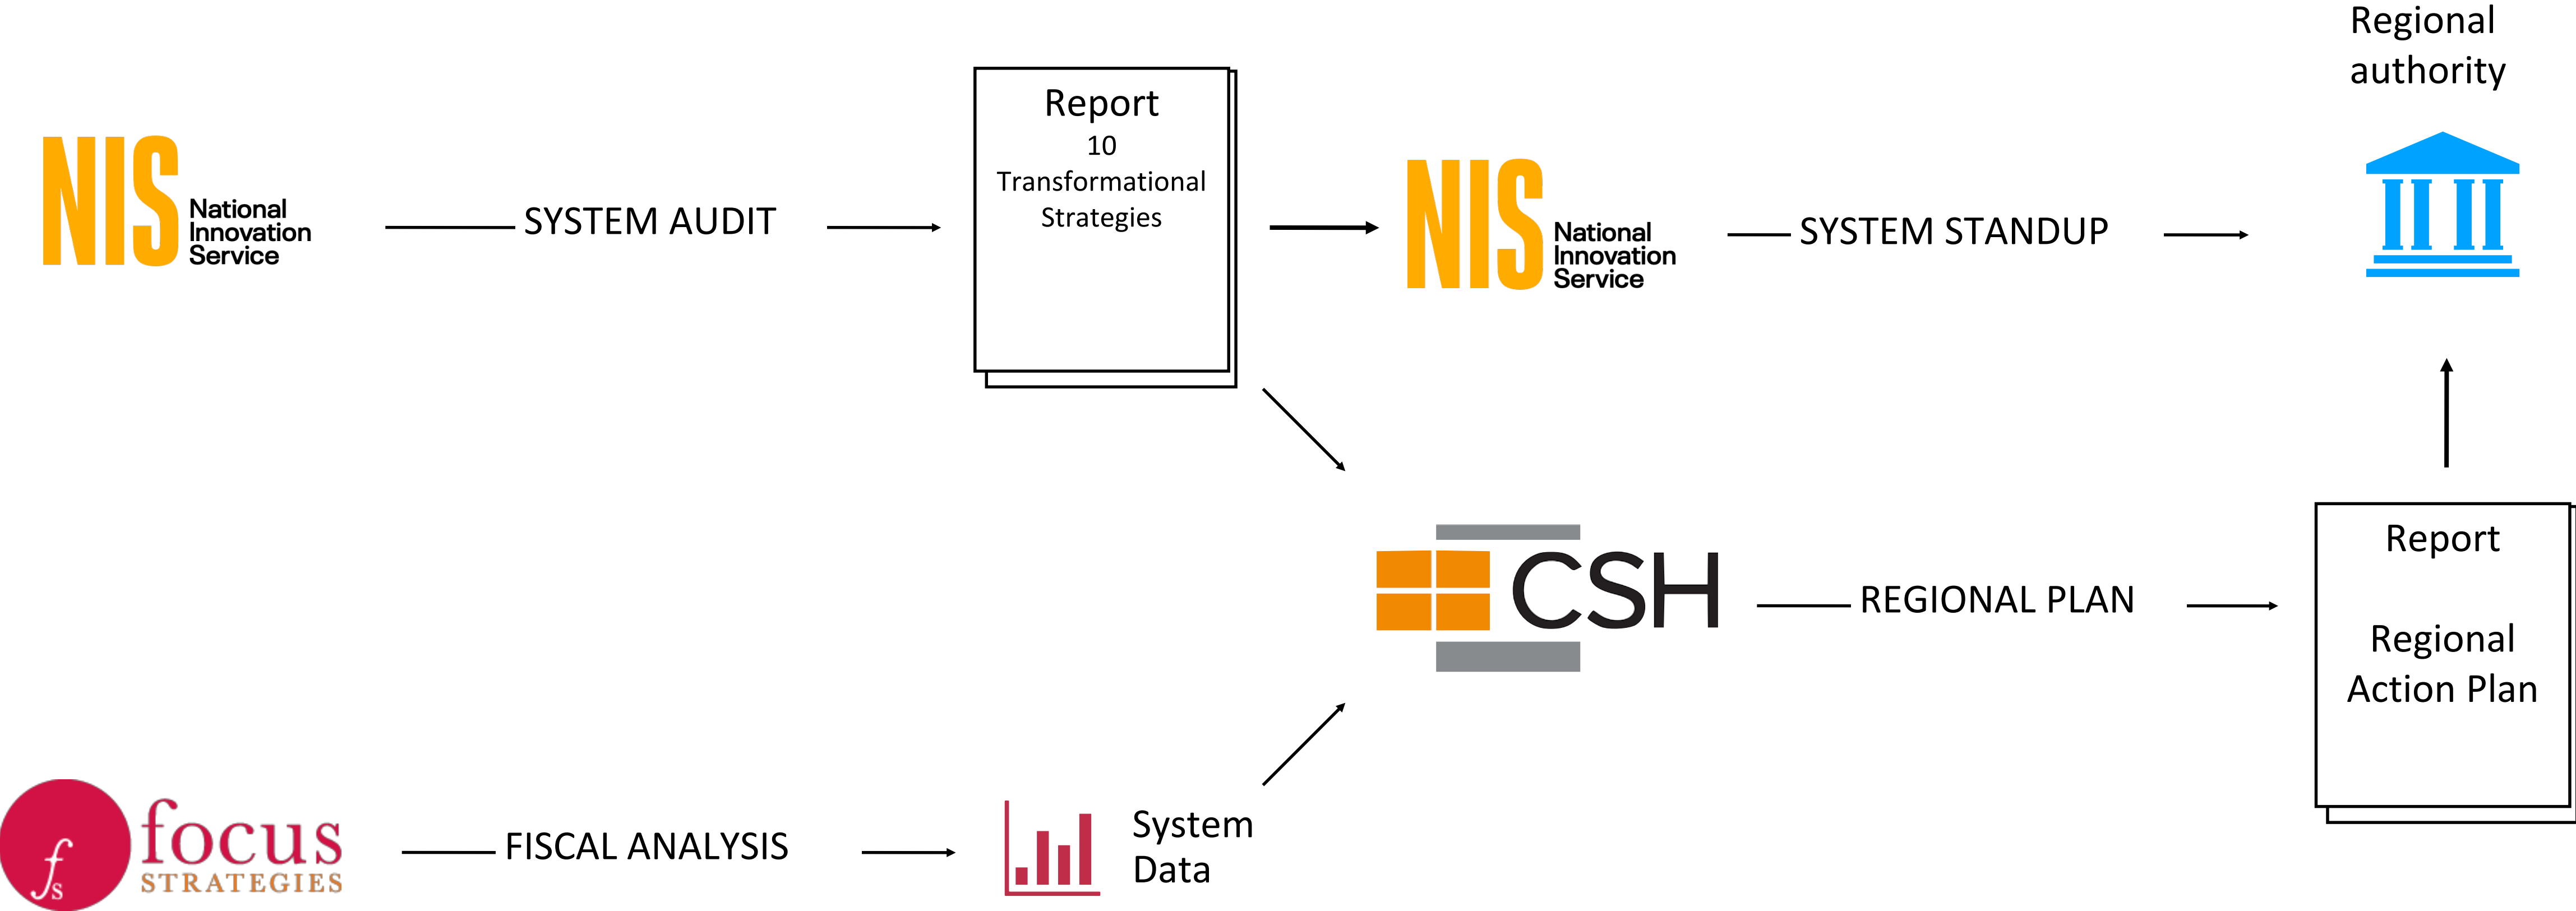 Regional
authority
Report
10
Transformational
Strategies
NIS
National
Innovation
Service
SYSTEM AUDIT
NIS
National
Innovation
Service
SYSTEM STANDUP
CSH
REGIONAL PLAN
Report
Regional
Action Plan
fs
focus
STRATEGIES
FISCAL ANALYSIS
System
Data